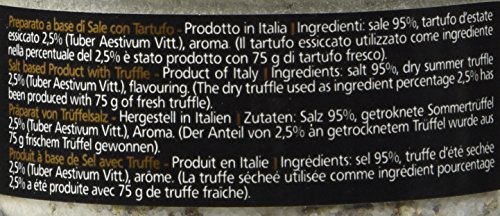 Preparato a base di Sale con Tartufo - Prodotto in Italia | Ingredienti: sale 95%, tartufo d'estate
essiccato 2,5% (Tuber Aestivum Vitt.), aroma. (Il tartufo essiccato utilizzato come ingrediente
nella percentuale del 2,5% è stato prodotto con 75 g di tartufo fresco).
Salt based Product with Truffle - Product of Italy | Ingredients: salt 95%, dry summer truffle
2,5% (Tuber Aestivum Vitt.), flavouring. (The dry truffle used as ingredient percentage 2,5% has
been produced with 75 g of fresh truffle).
Präparat von Trüffelsalz - Hergestell in Italien | Zutaten: Salz 95%, getroknete Sommertrüffel
2,5% (Tuber Aestivum Vitt.), Aroma. (Der Anteil von 2,5% än getrocknetem Trüffel wurde aus
75 g frischem Trüffel gewonnen).
Produit à base de Sel avec Truffe - Produit en Italie | Ingrédients: sel 95%, truffe d'été sechée
2,5% (Tuber Aestivum Vitt.), arôme. (La truffe sécheé utilisée comme ingrédient pourcentage
2,5% a été produite avec 75 g de truffe fraiche).